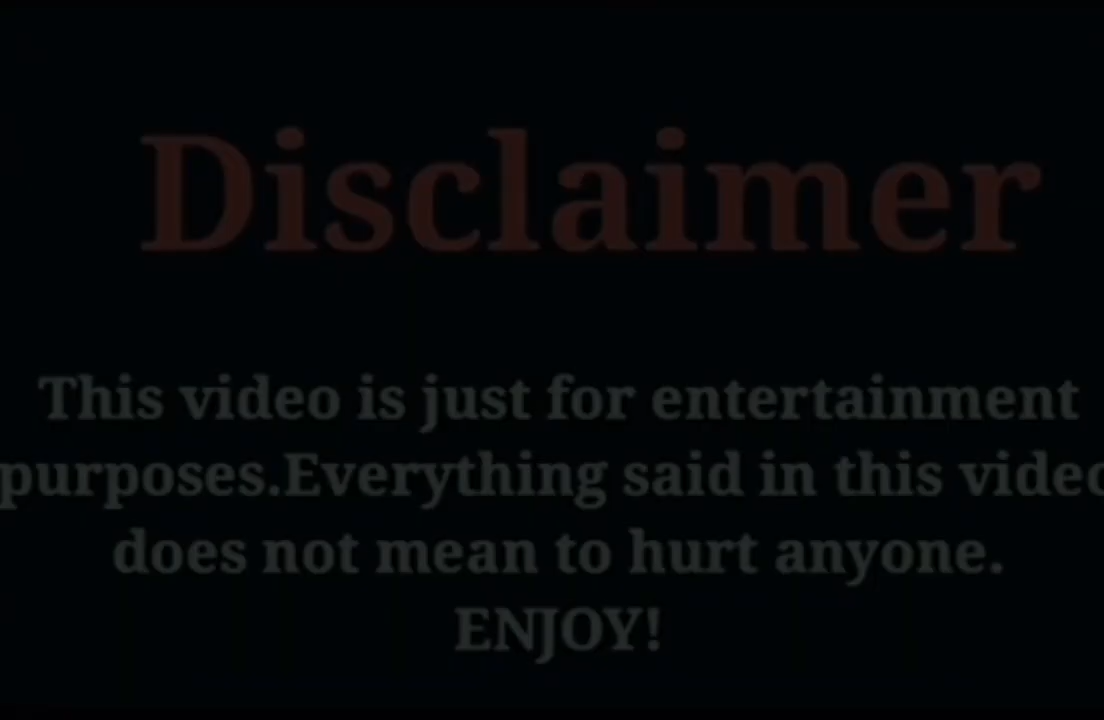 Disclaimer
This video is just for entertainment
purposes.Everything said in this video
does not mean to hurt anyone.
ENJOY!